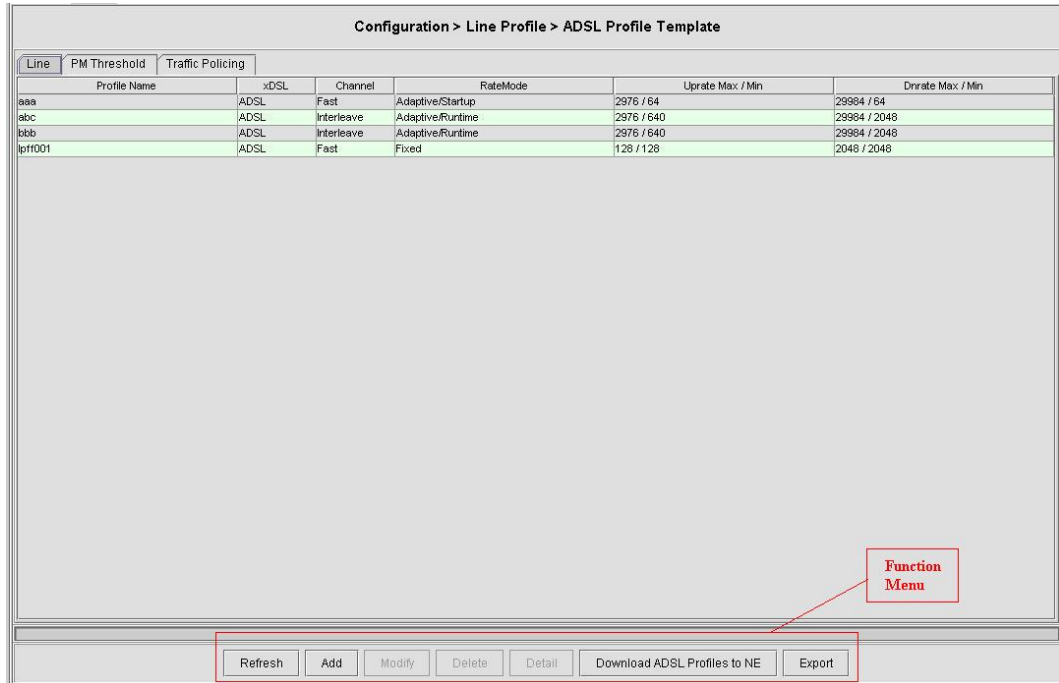 Configuration > Line Profile > ADSL Profile Template
Line PM Threshold Traffic Policing
Profile Name xDSL Channel RateMode Uprate Max / Min Dnrate Max / Min
aaa ADSL Fast Adaptive/Startup 2976 / 64 29984 / 64
abc ADSL Interleave Adaptive/Runtime 2976 / 640 29984 / 2048
bbb ADSL Interleave Adaptive/Runtime 2976 / 640 29984 / 2048
lpff001 ADSL Fast Fixed 128 / 128 2048 / 2048
Function
Menu
Refresh Add Modify Delete Detail Download ADSL Profiles to NE Export